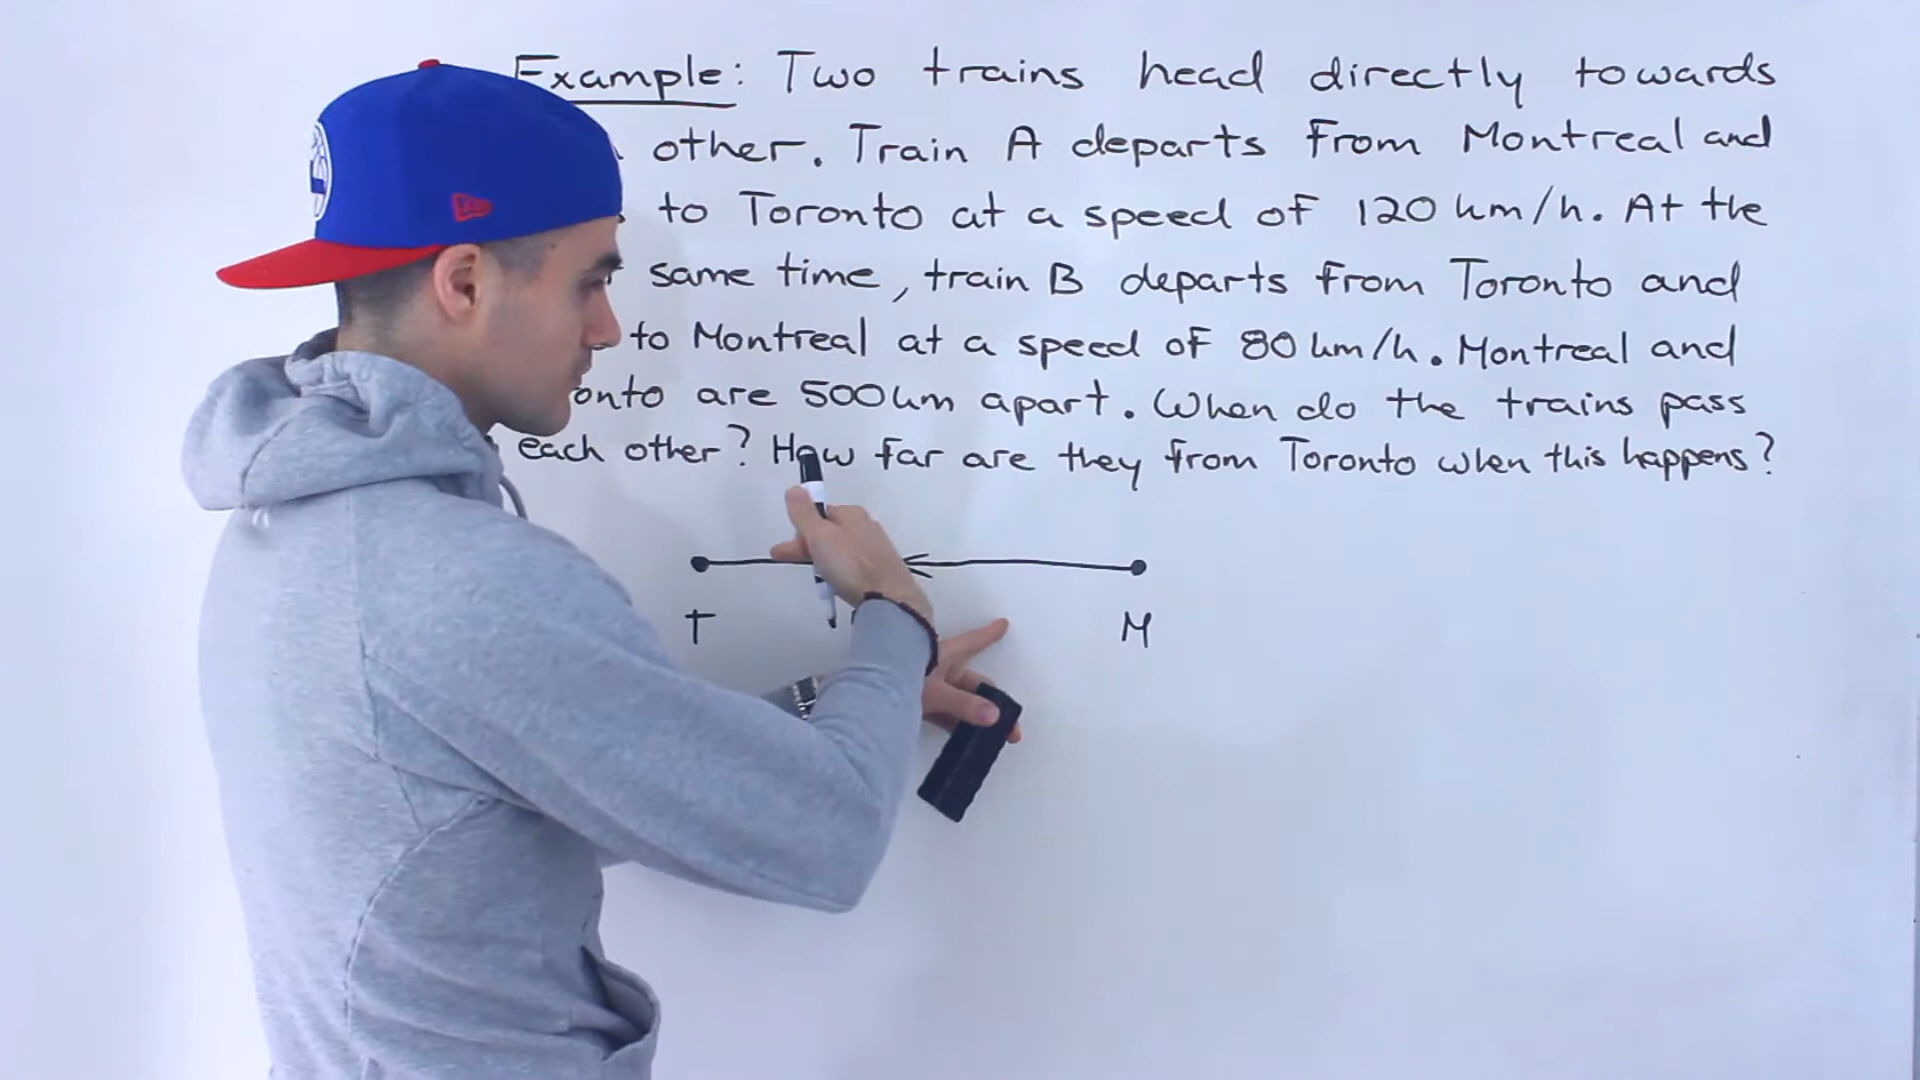 Example: Two trains head directly towards
other. Train A departs from Montreal and
to Toronto at a speed of 120 km/h. At the
same time, train B departs from Toronto and
to Montreal at a speed of 80 km/h. Montreal and
onto are 500 km apart. When do the trains pass
each other? How far are they from Toronto when this happens?
T M